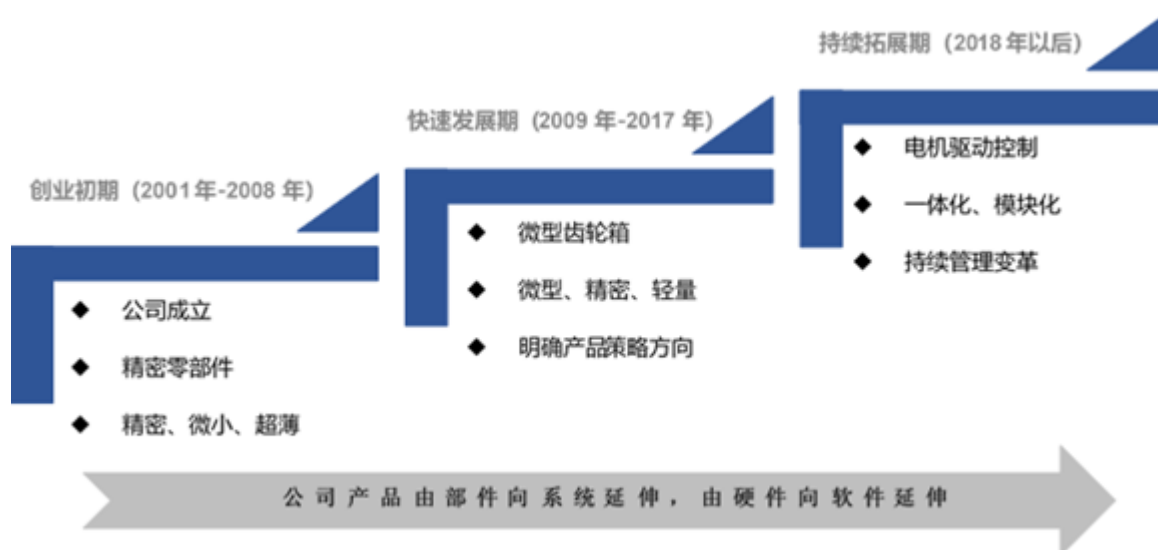 创业初期 (2001年-2008 年)
◆ 公司成立
◆ 精密零部件
◆ 精密、微小、超薄
快速发展期 (2009 年-2017 年)
◆ 微型齿轮箱
◆ 微型、精密、轻量
◆ 明确产品策略方向
持续拓展期 (2018 年以后)
◆ 电机驱动控制
◆ 一体化、模块化
◆ 持续管理变革
公司产品由部件向系统延伸，由硬件向软件延伸